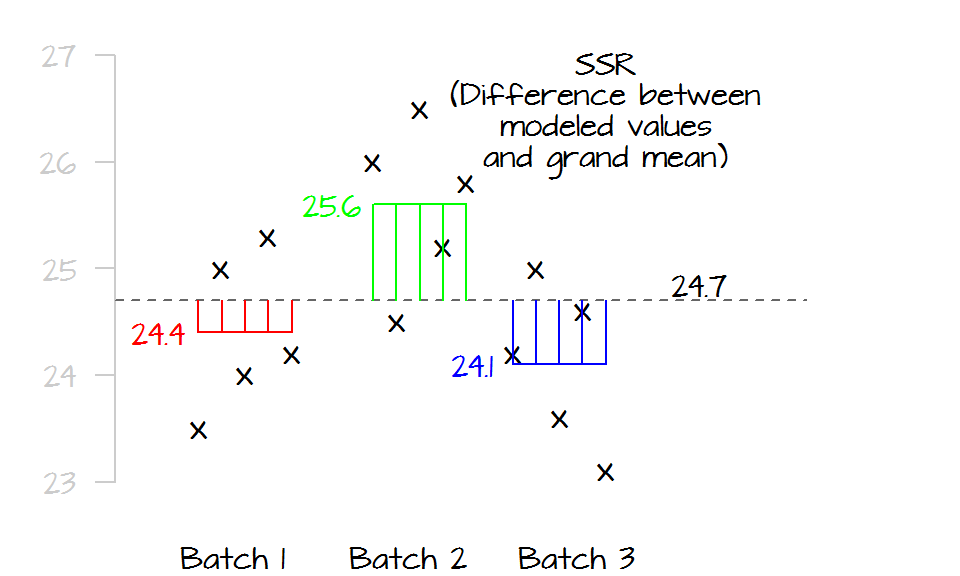 27
SSR
(Difference between
modeled values
and grand mean)
26
25.6
25
24.7
24.4
24.1
24
23
Batch 1 Batch 2 Batch 3